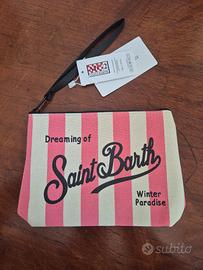 Dreaming of
Saint Barth
Winter
Paradise
subito